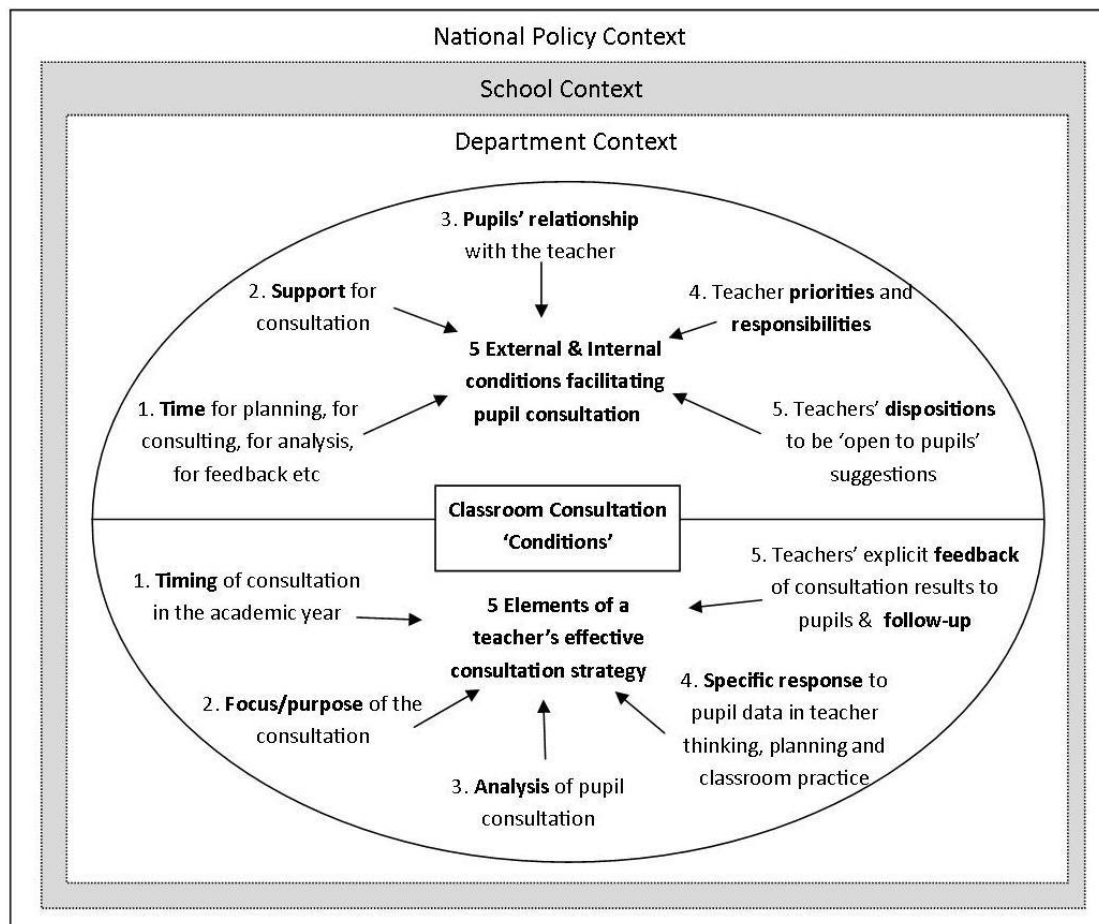 National Policy Context
School Context
Department Context
3. Pupils’ relationship
with the teacher
2. Support for
consultation
4. Teacher priorities and
responsibilities
5 External & Internal
conditions facilitating
pupil consultation
1. Time for planning, for
consulting, for analysis,
for feedback etc
5. Teachers’ dispositions
to be ‘open to pupils’
suggestions
Classroom Consultation
‘Conditions’
1. Timing of consultation
in the academic year
5 Elements of a
teacher’s effective
consultation strategy
5. Teachers’ explicit feedback
of consultation results to
pupils & follow-up
2. Focus/purpose of the
consultation
3. Analysis of pupil
consultation
4. Specific response to
pupil data in teacher
thinking, planning and
classroom practice